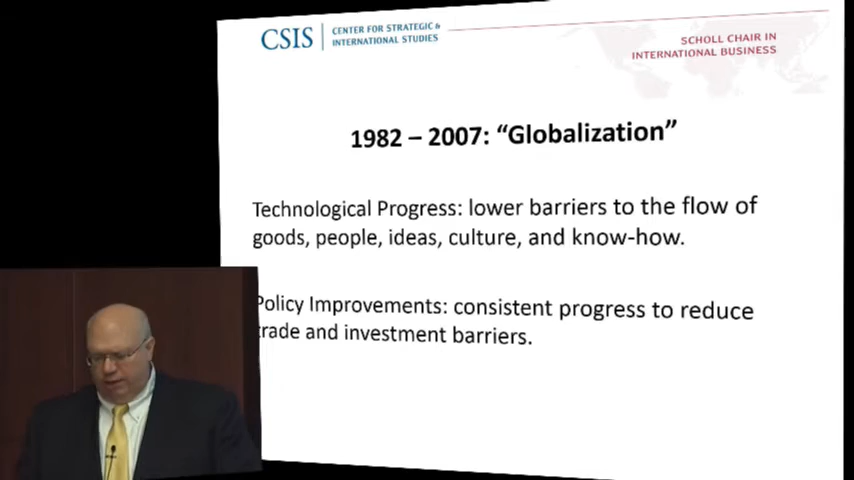 CSIS
CENTER FOR STRATEGIC &
INTERNATIONAL STUDIES
SCHOLL CHAIR IN
INTERNATIONAL BUSINESS
1982 – 2007: “Globalization”
Technological Progress: lower barriers to the flow of
goods, people, ideas, culture, and know-how.
Policy Improvements: consistent progress to reduce
trade and investment barriers.